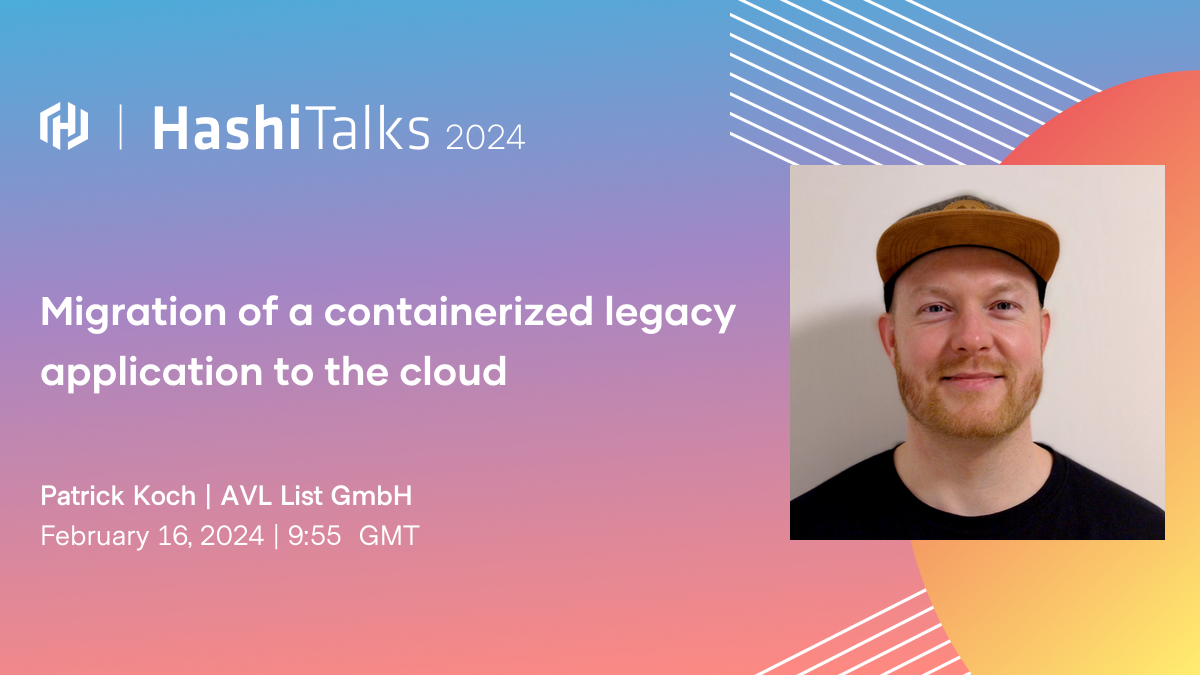 HashiTalks 2024
Migration of a containerized legacy
application to the cloud
Patrick Koch | AVL List GmbH
February 16, 2024 | 9:55 GMT